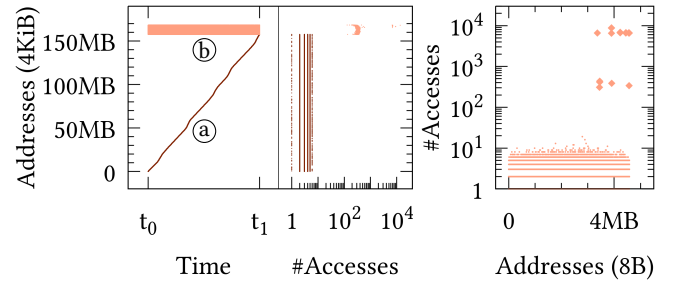 Addresses (4KiB)
150MB
100MB
50MB
0
b
a
t0
t1
Time
1
10^2
10^4
#Accesses
#Accesses
10^4
10^3
10^2
10^1
1
0
4MB
Addresses (8B)